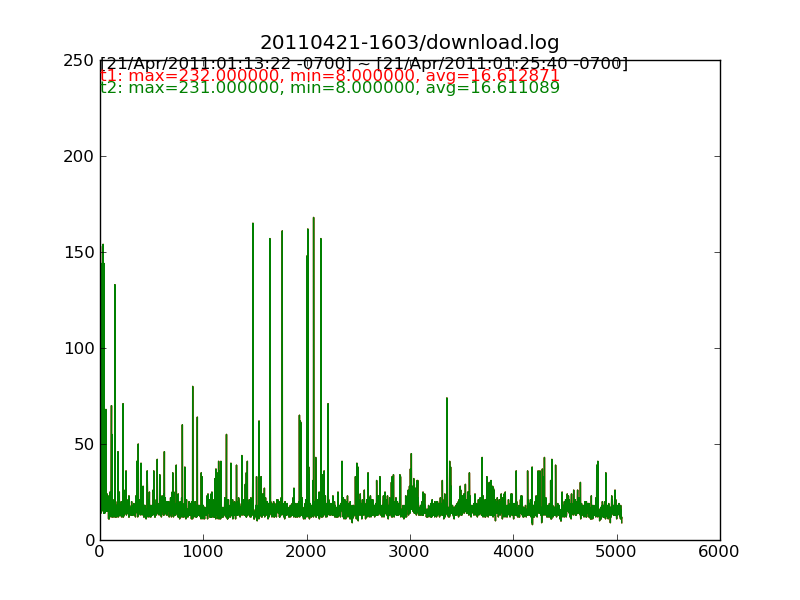 20110421-1603/download.log
[21/Apr/2011:01:13:22 -0700] ~ [21/Apr/2011:01:25:40 -0700]
t1: max=232.000000, min=8.000000, avg=16.612871
t2: max=231.000000, min=8.000000, avg=16.611089
250
200
150
100
50
0
0 1000 2000 3000 4000 5000 6000